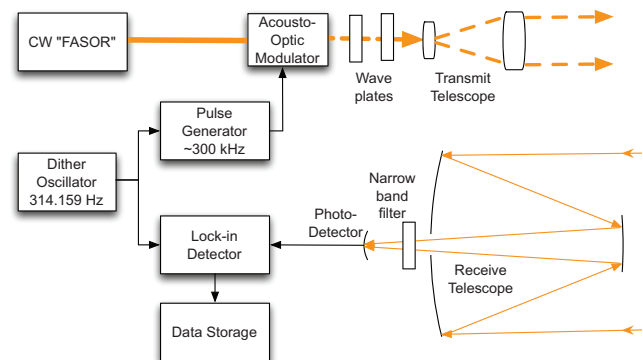 CW "FASOR"
Acousto-
Optic
Modulator
Wave
plates
Transmit
Telescope
Pulse
Generator
~300 kHz
Dither
Oscillator
314.159 Hz
Lock-in
Detector
Data Storage
Photo-
Detector
Narrow
band
filter
Receive
Telescope